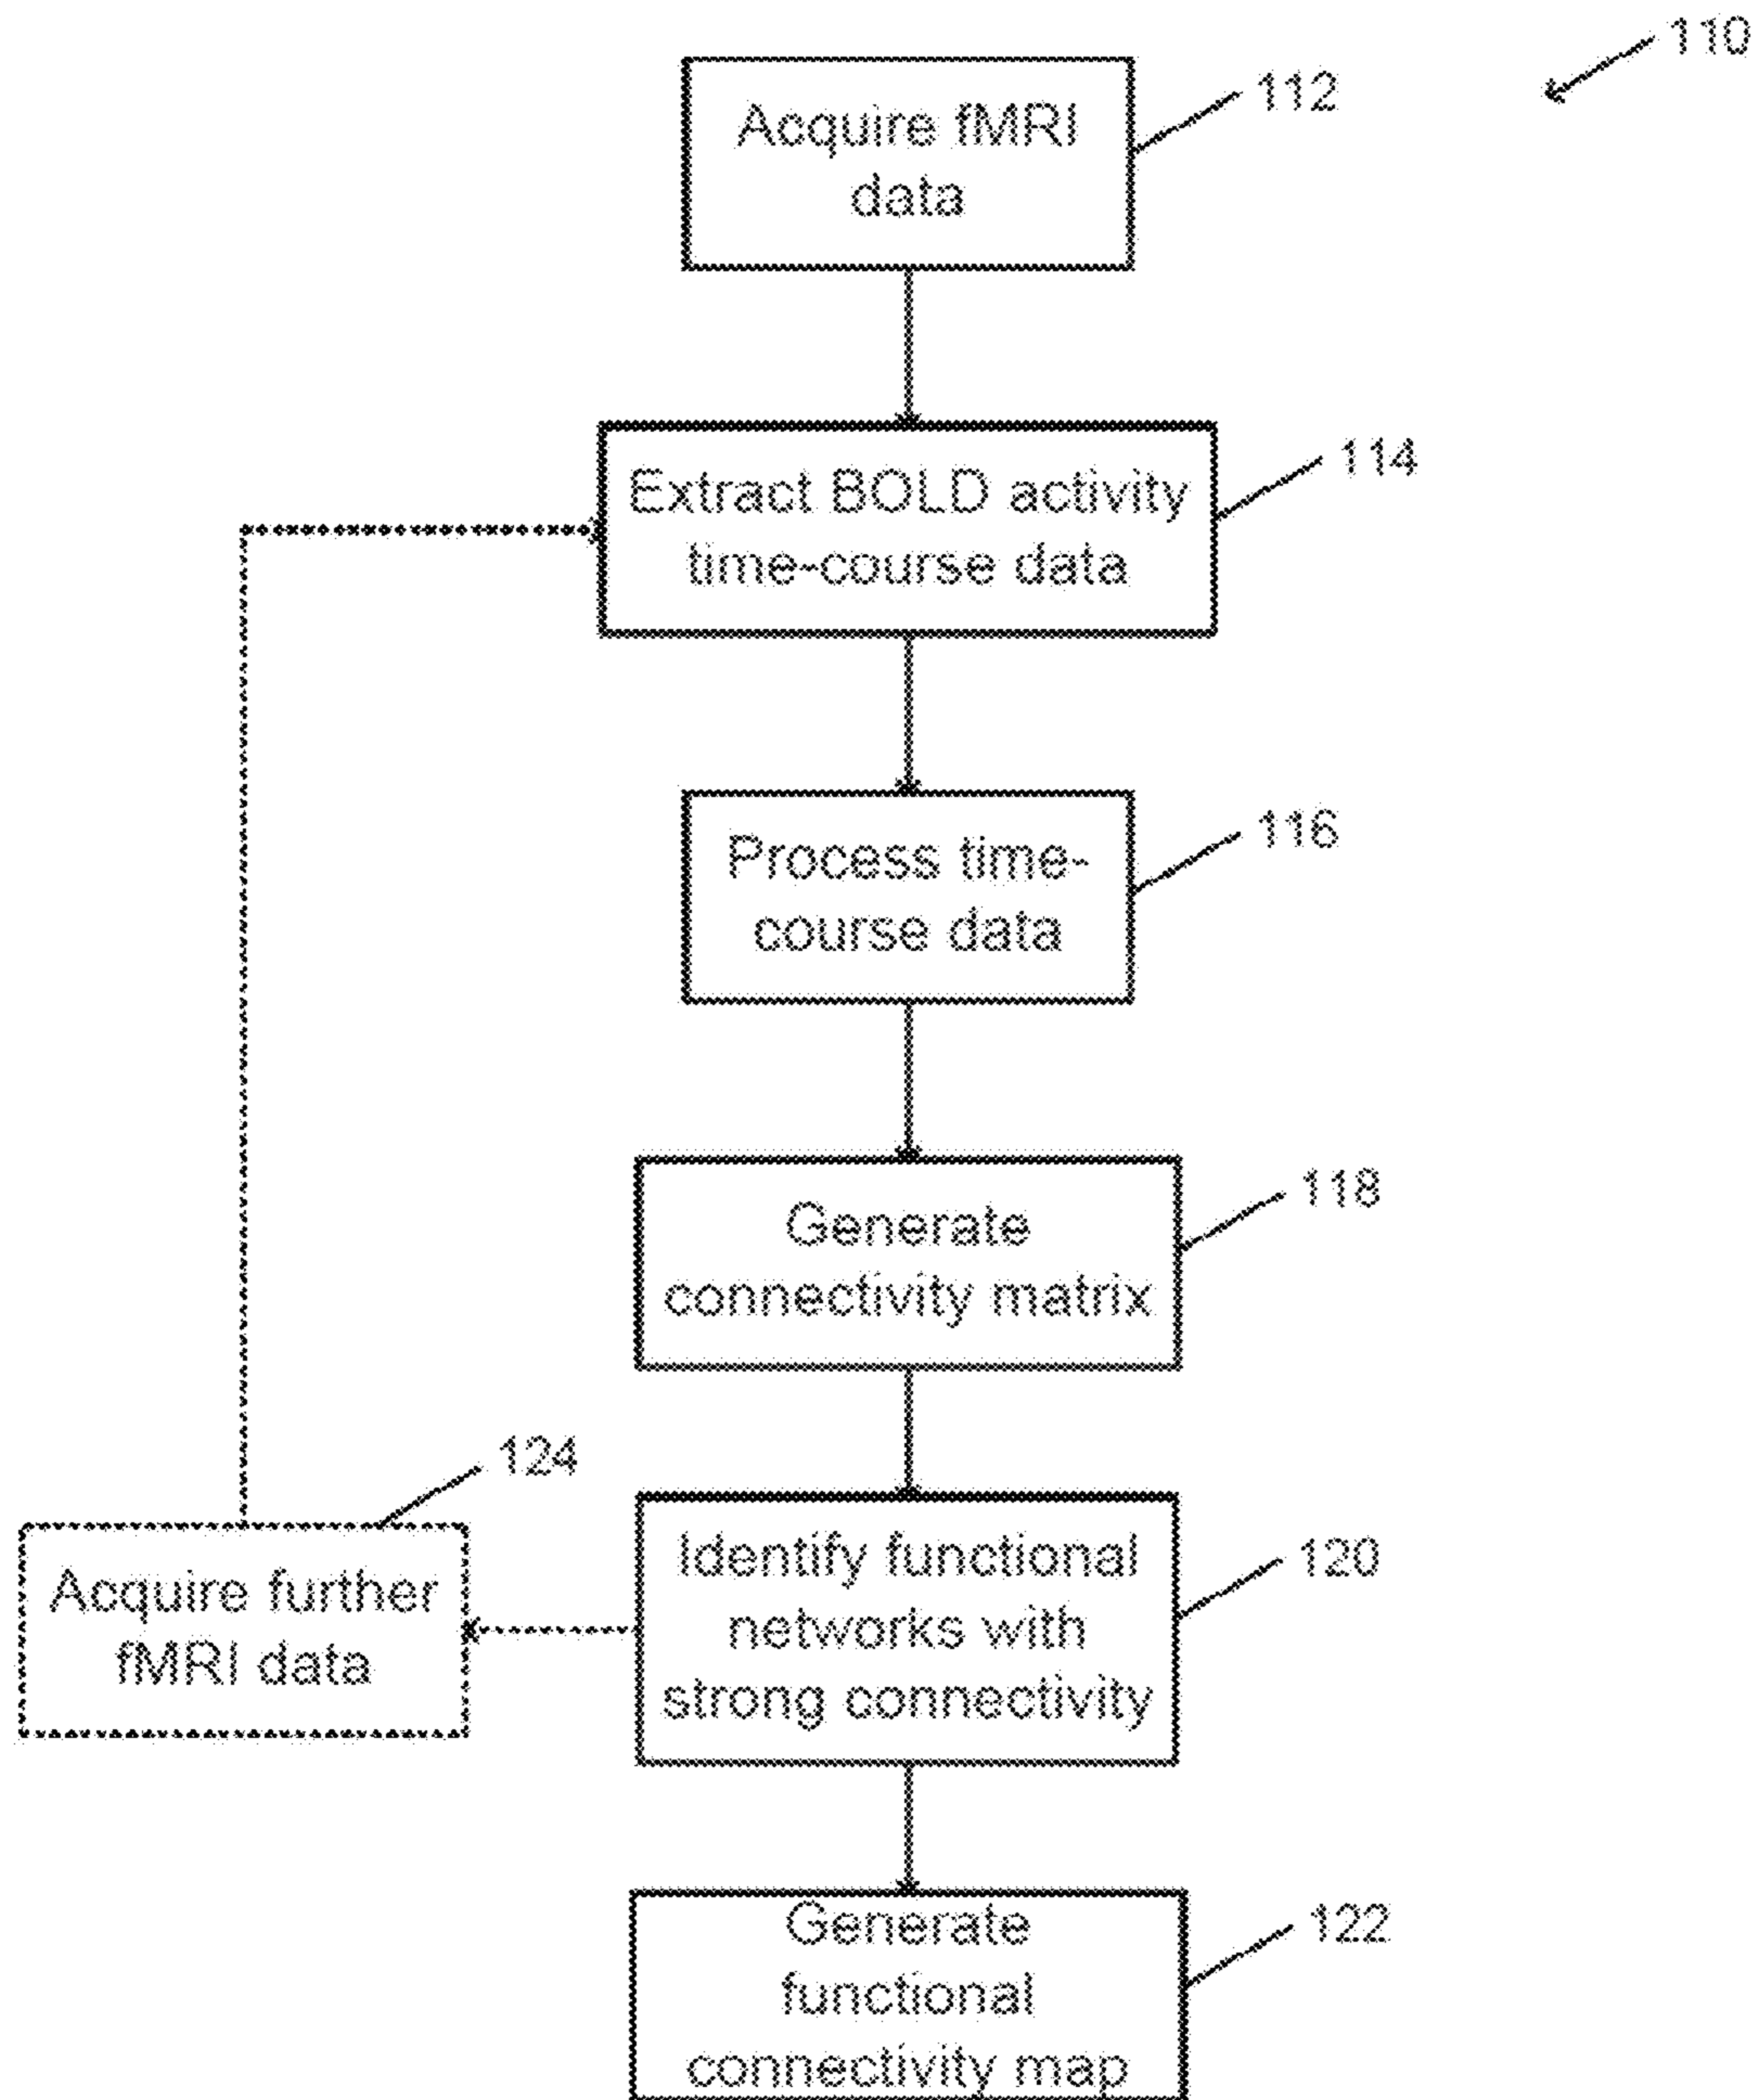 110
112
Acquire fMRI
data
114
Extract BOLD activity
time-course data
116
Process time-
course data
118
Generate
connectivity matrix
124
Acquire further
fMRI data
120
Identify functional
networks with
strong connectivity
122
Generate
functional
connectivity map